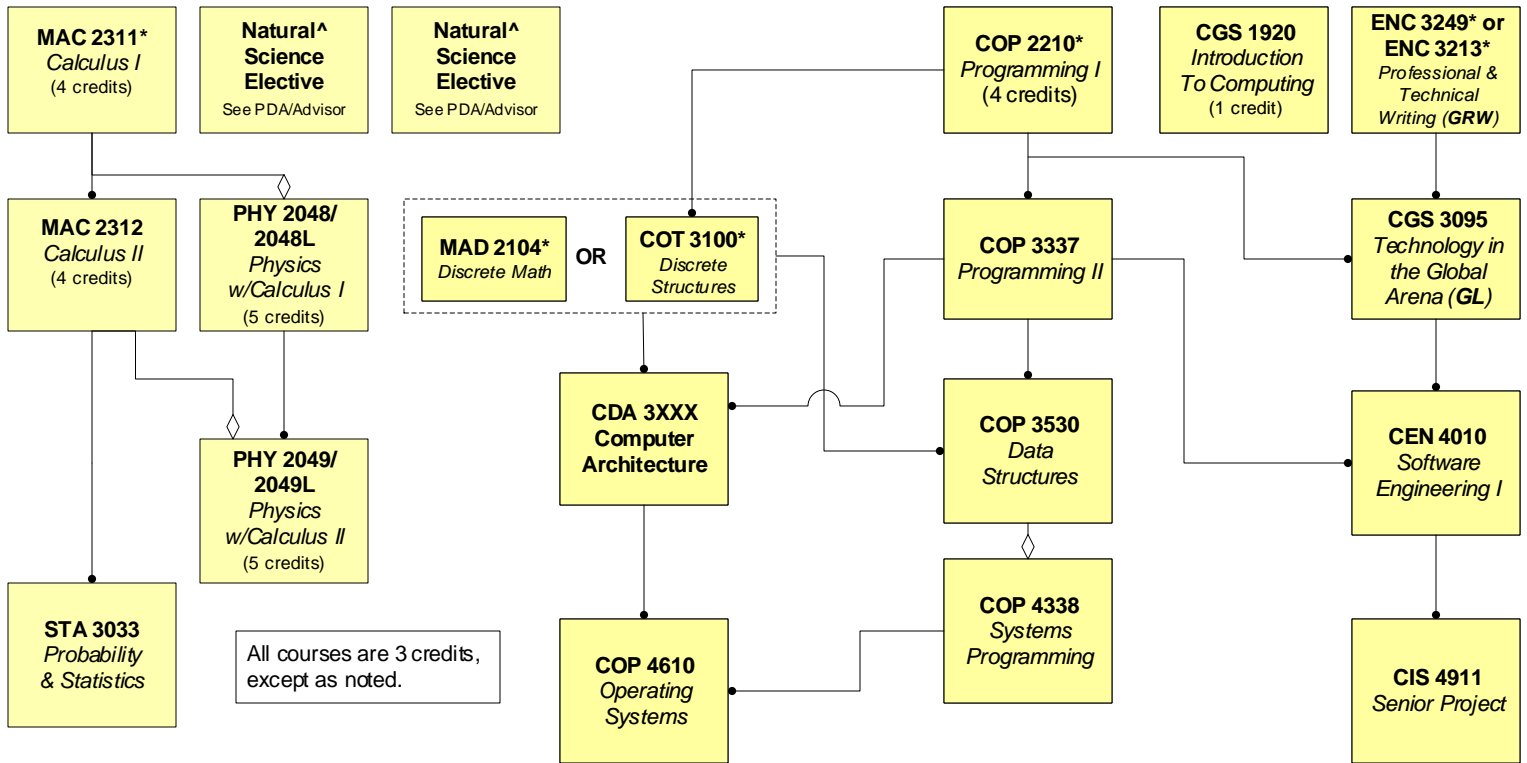 MAC 2311*
Calculus I
(4 credits)
Natural^
Science
Elective
See PDA/Advisor
Natural^
Science
Elective
See PDA/Advisor
COP 2210*
Programming I
(4 credits)
CGS 1920
Introduction
To Computing
(1 credit)
ENC 3249* or
ENC 3213*
Professional &
Technical
Writing (GRW)
MAC 2312
Calculus II
(4 credits)
PHY 2048/
2048L
Physics
w/Calculus I
(5 credits)
MAD 2104*
Discrete Math
OR
COT 3100*
Discrete
Structures
COP 3337
Programming II
CGS 3095
Technology in
the Global
Arena (GL)
CDA 3XXX
Computer
Architecture
COP 3530
Data
Structures
CEN 4010
Software
Engineering I
PHY 2049/
2049L
Physics
w/Calculus II
(5 credits)
STA 3033
Probability
& Statistics
All courses are 3 credits,
except as noted.
COP 4610
Operating
Systems
COP 4338
Systems
Programming
CIS 4911
Senior Project